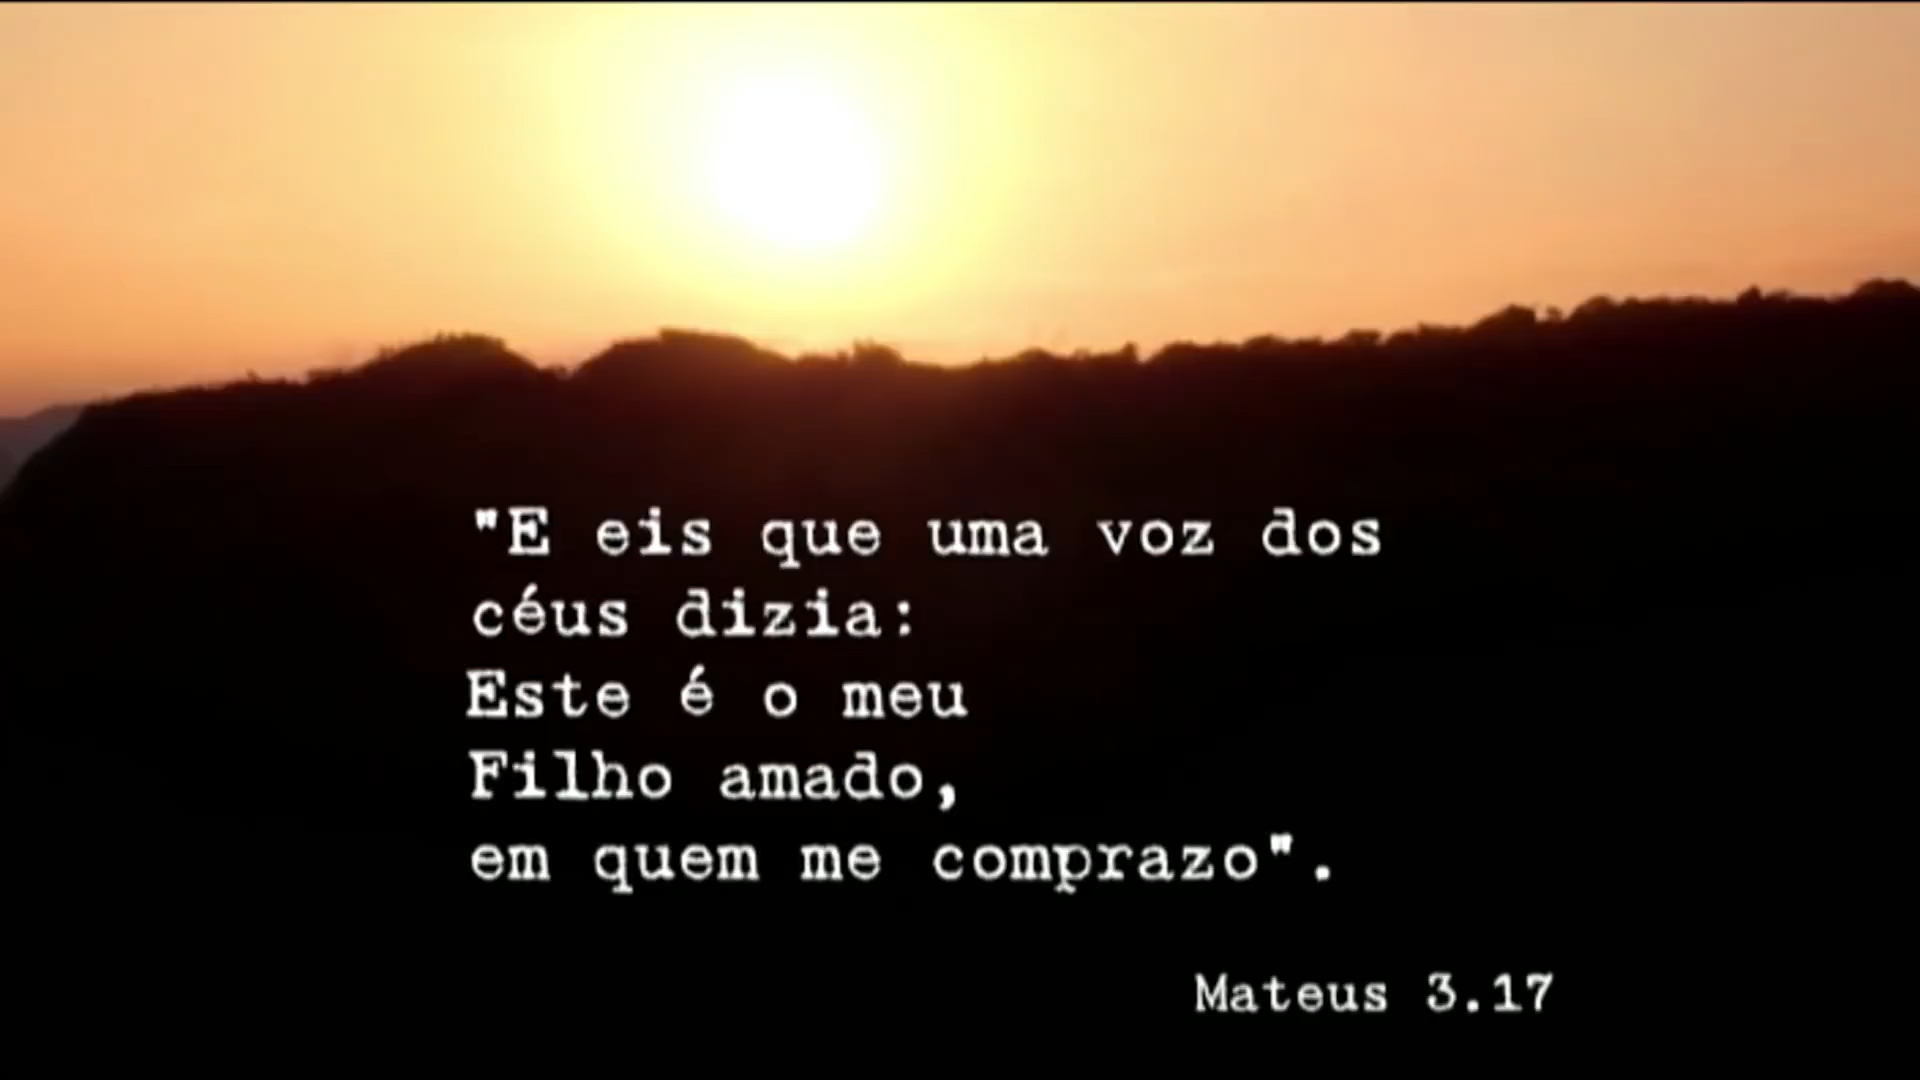 "E eis que uma voz dos
céus dizia:
Este é o meu
Filho amado,
em quem me comprazo".
Mateus 3.17